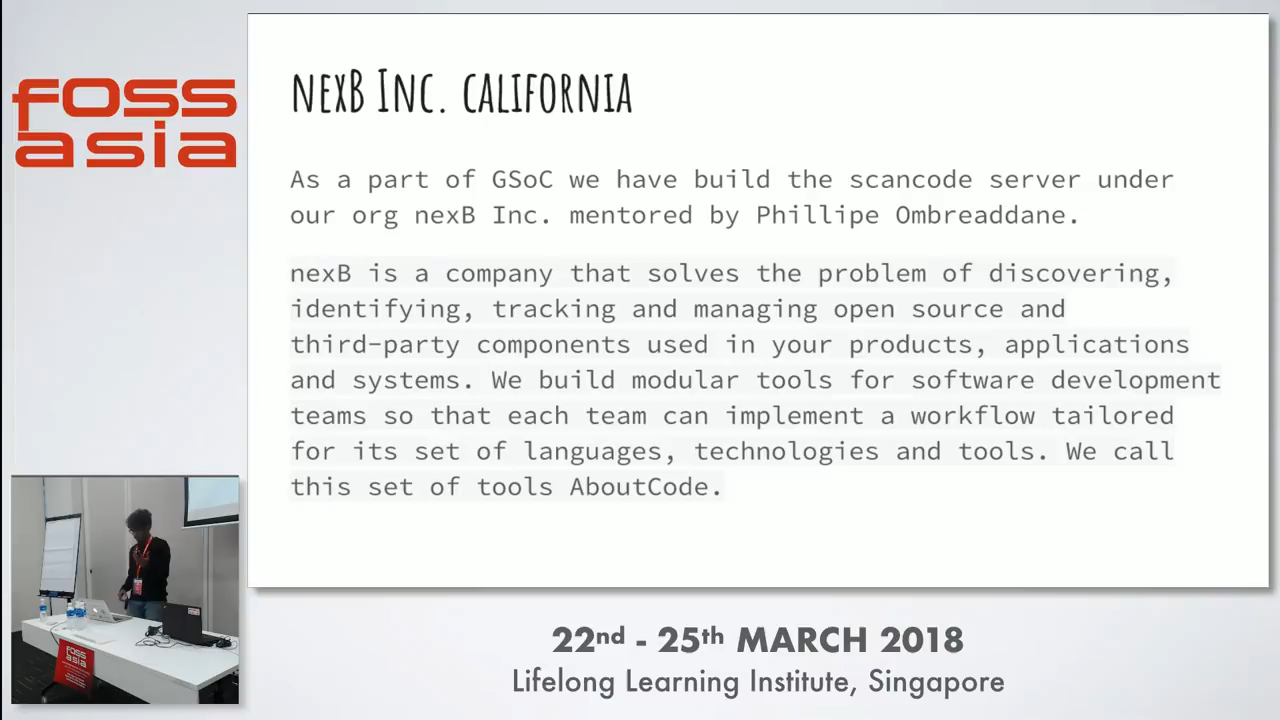 foss
asia
nexB Inc. California
As a part of GSoC we have build the scancode server under
our org nexB Inc. mentored by Phillipe Ombreaddane.
nexB is a company that solves the problem of discovering,
identifying, tracking and managing open source and
third-party components used in your products, applications
and systems. We build modular tools for software development
teams so that each team can implement a workflow tailored
for its set of languages, technologies and tools. We call
this set of tools AboutCode.
foss
asia
22nd - 25th MARCH 2018
Lifelong Learning Institute, Singapore